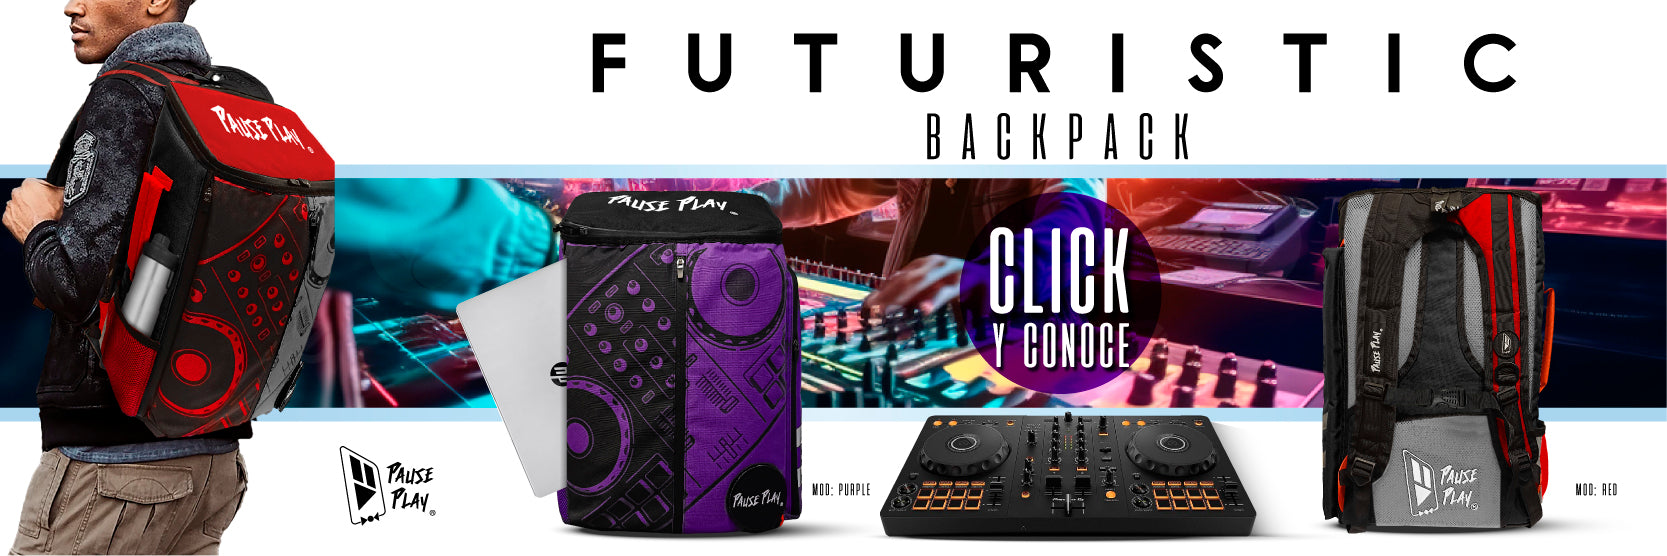 FUTURISTIC
BACKPACK
PAUSE PLAY ®
PAUSE PLAY ®
CLICK
Y CONOCE
PAUSE PLAY ®
PAUSE
PLAY ®
PAUSE PLAY ®
MOD: PURPLE
PAUSE
PLAY ®
MOD: RED